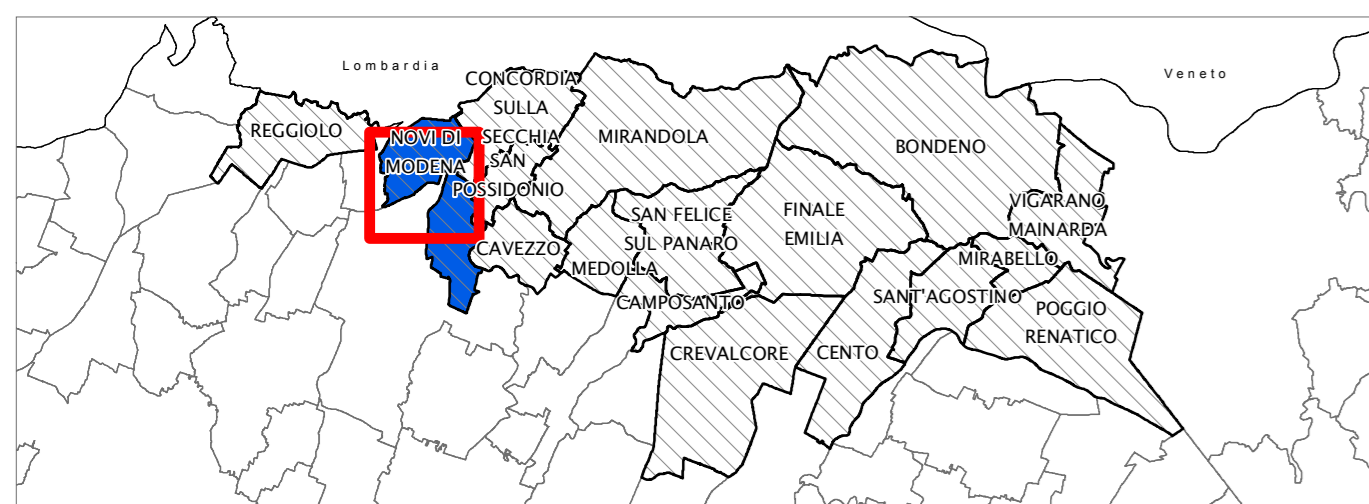 Lombardia
Veneto
CONCORDIA
SULLA
SECCHIA
REGGIOLO
NOVI DI
MODENA
SAN
POSSIDONIO
MIRANDOLA
BONDENO
CAVEZZO
MEDOLLA
SAN FELICE
SUL PANARO
CAMPOSANTO
FINALE
EMILIA
VIGARANO
MAINARDA
MIRABELLO
SANT'AGOSTINO
POGGIO
RENATICO
CREVALCORE
CENTO